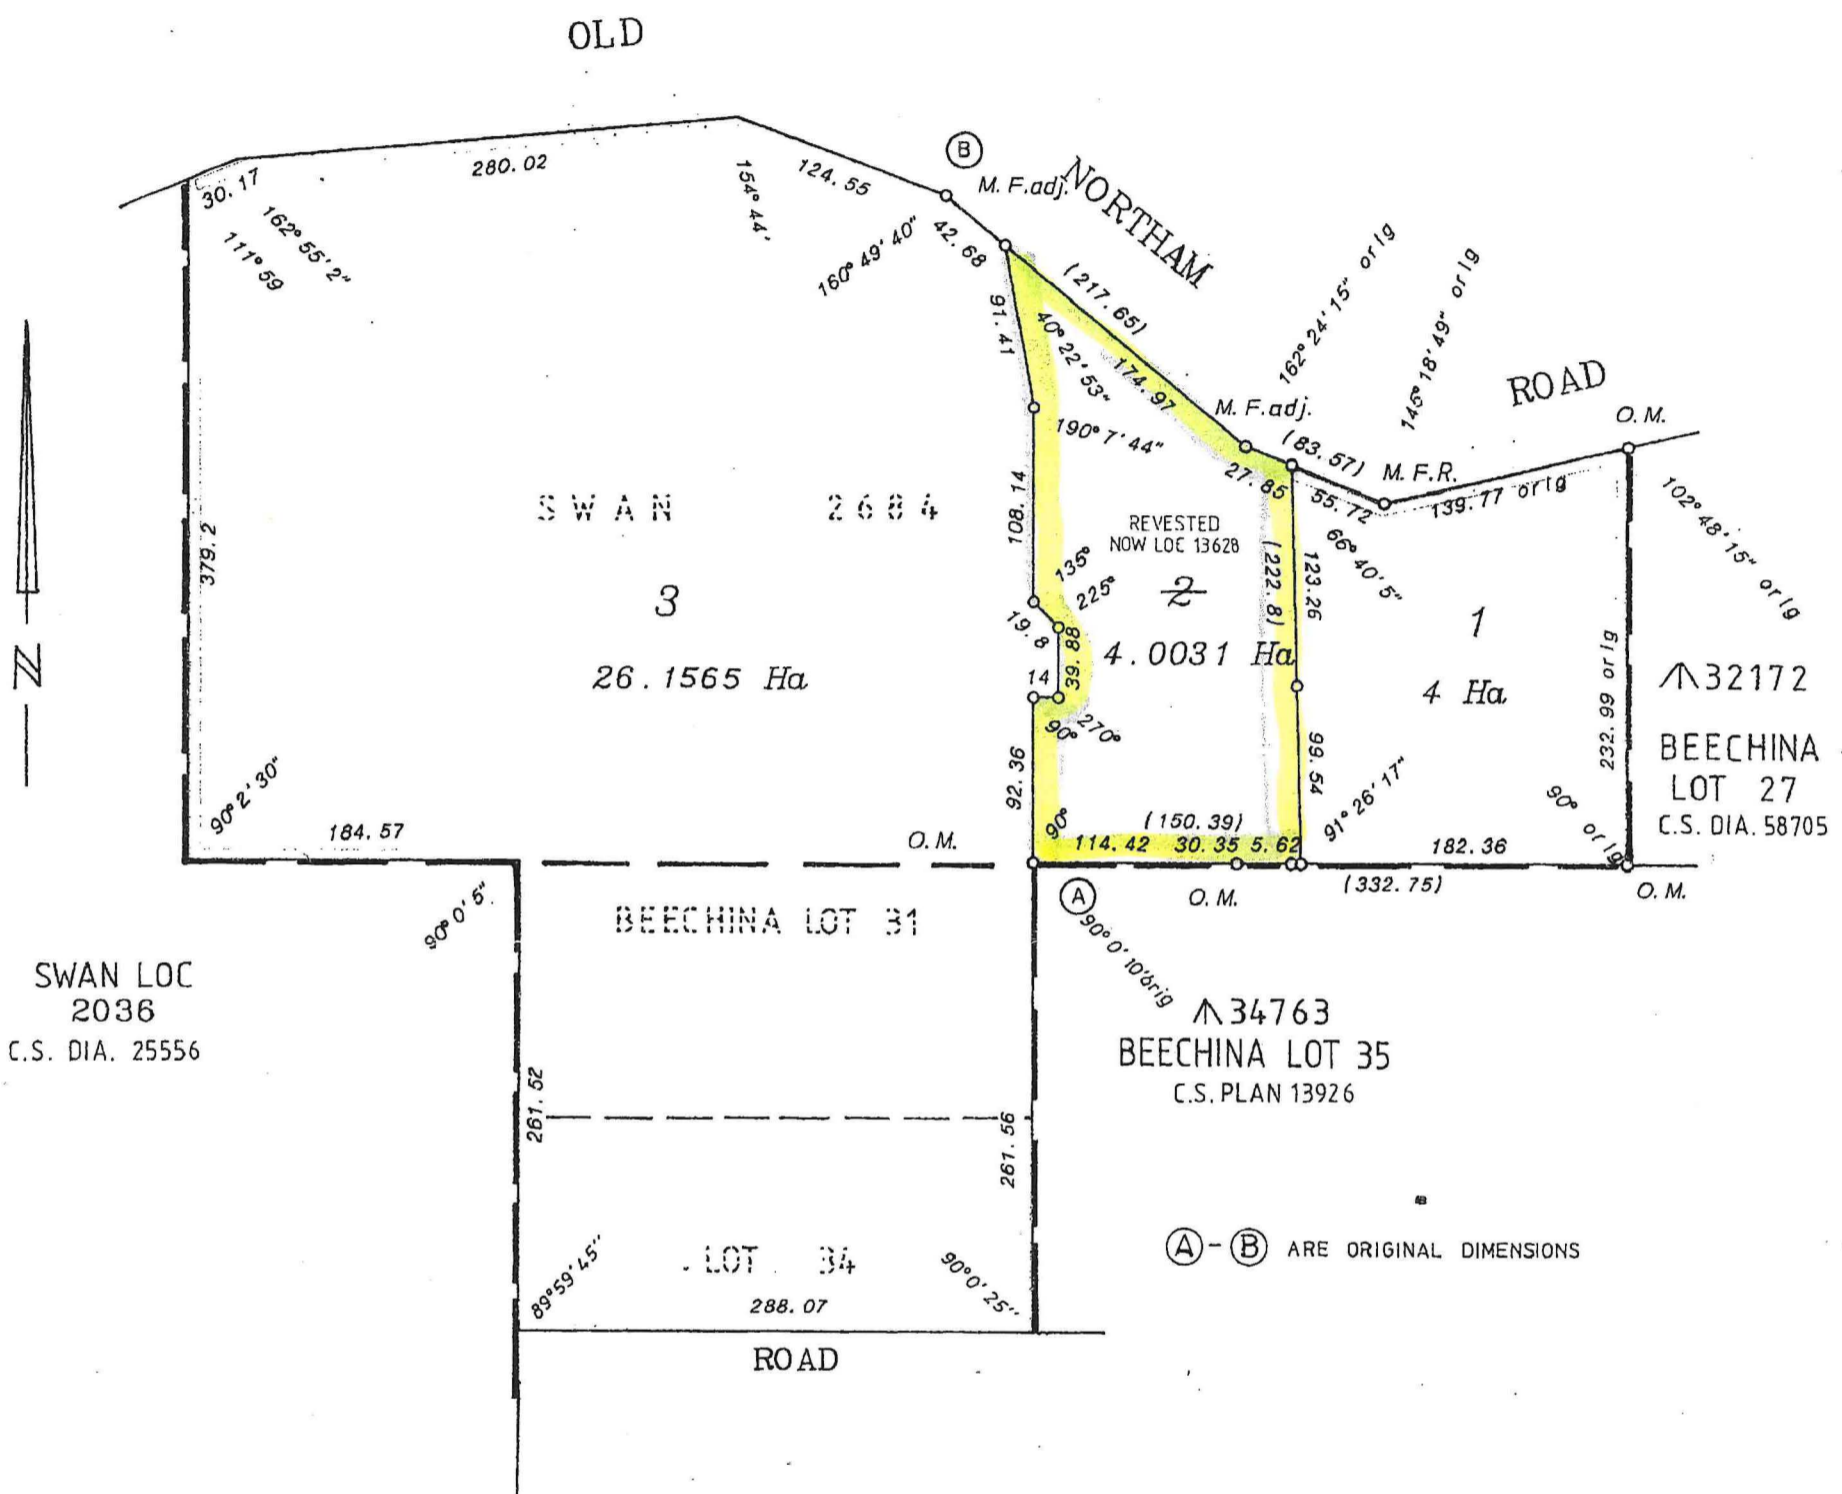 OLD
B
M. F. adj.
NORTHAM
30.17
280.02
124.55
42.68
162° 55' 2"
111° 59
154° 44'
160° 49' 40"
(217.65)
174.97
91.41
40° 22' 53"
162° 24' 15" orig
145° 18' 49" orig
ROAD
O. M.
M. F. adj.
(83.57)
M. F. R.
27.85
55.72
139.77 orig
190° 7' 44"
102° 48' 15" orig
108.14
SWAN 2684
REVESTED
NOW LOC 13628
2
4.0031 Ha
(222.8)
123.26
66° 40' 5"
379.2
3
26.1565 Ha
135°
225°
19.8
39.88
14
90°
270°
1
4 Ha
232.99 orig
32172
BEECHINA
LOT 27
C.S. DIA. 58705
N
92.36
99.54
91° 26' 17"
90° orig
90° 2' 30"
184.57
O. M.
90°
(150.39)
114.42 30.35 5.62
182.36
(332.75)
O. M.
O. M.
A
90° 0' 10" orig
90° 0' 5"
BEECHINA LOT 31
SWAN LOC
2036
C.S. DIA. 25556
34763
BEECHINA LOT 35
C.S. PLAN 13926
261.52
261.56
A - B ARE ORIGINAL DIMENSIONS
LOT 34
89° 59' 45"
90° 0' 25"
288.07
ROAD